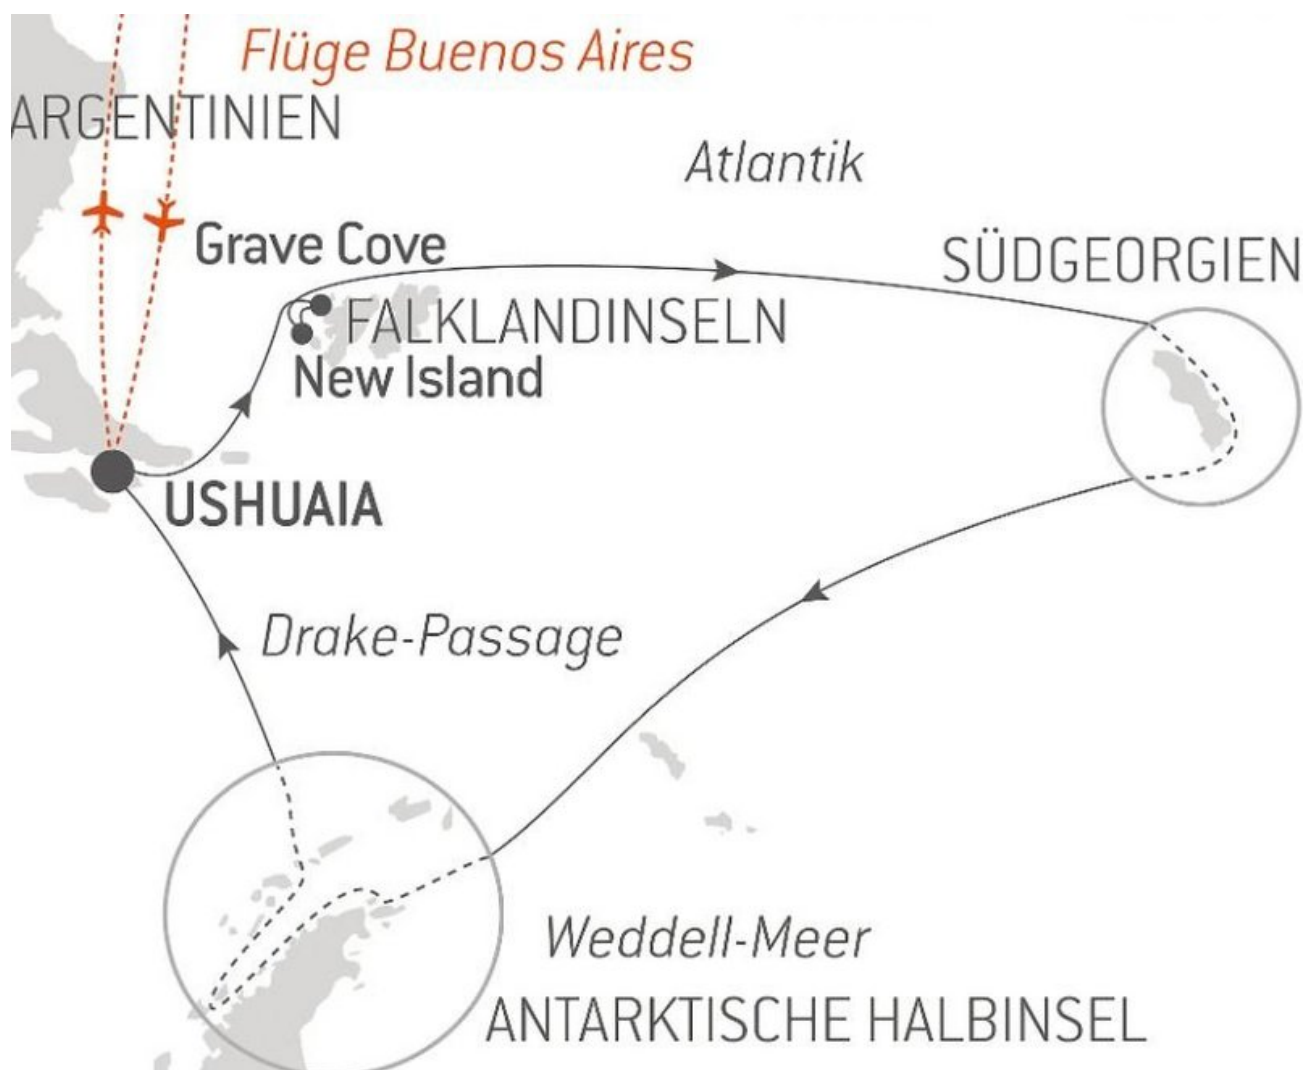 Flüge Buenos Aires
ARGENTINIEN
Atlantik
Grave Cove
SÜDGEORGIEN
FALKLANDINSELN
New Island
USHUAIA
Drake-Passage
Weddell-Meer
ANTARKTISCHE HALBINSEL